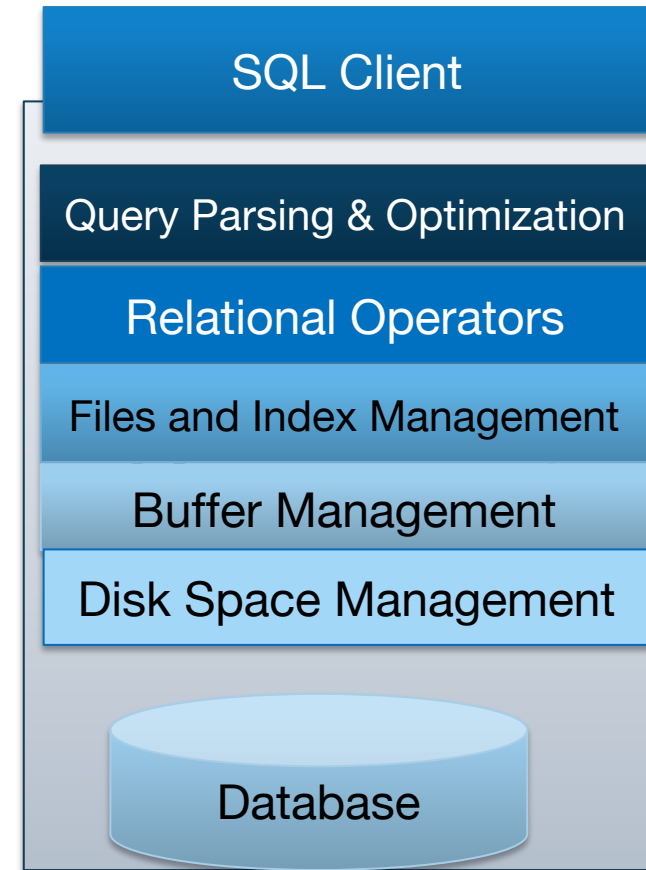 SQL Client
Query Parsing & Optimization
Relational Operators
Files and Index Management
Buffer Management
Disk Space Management
Database